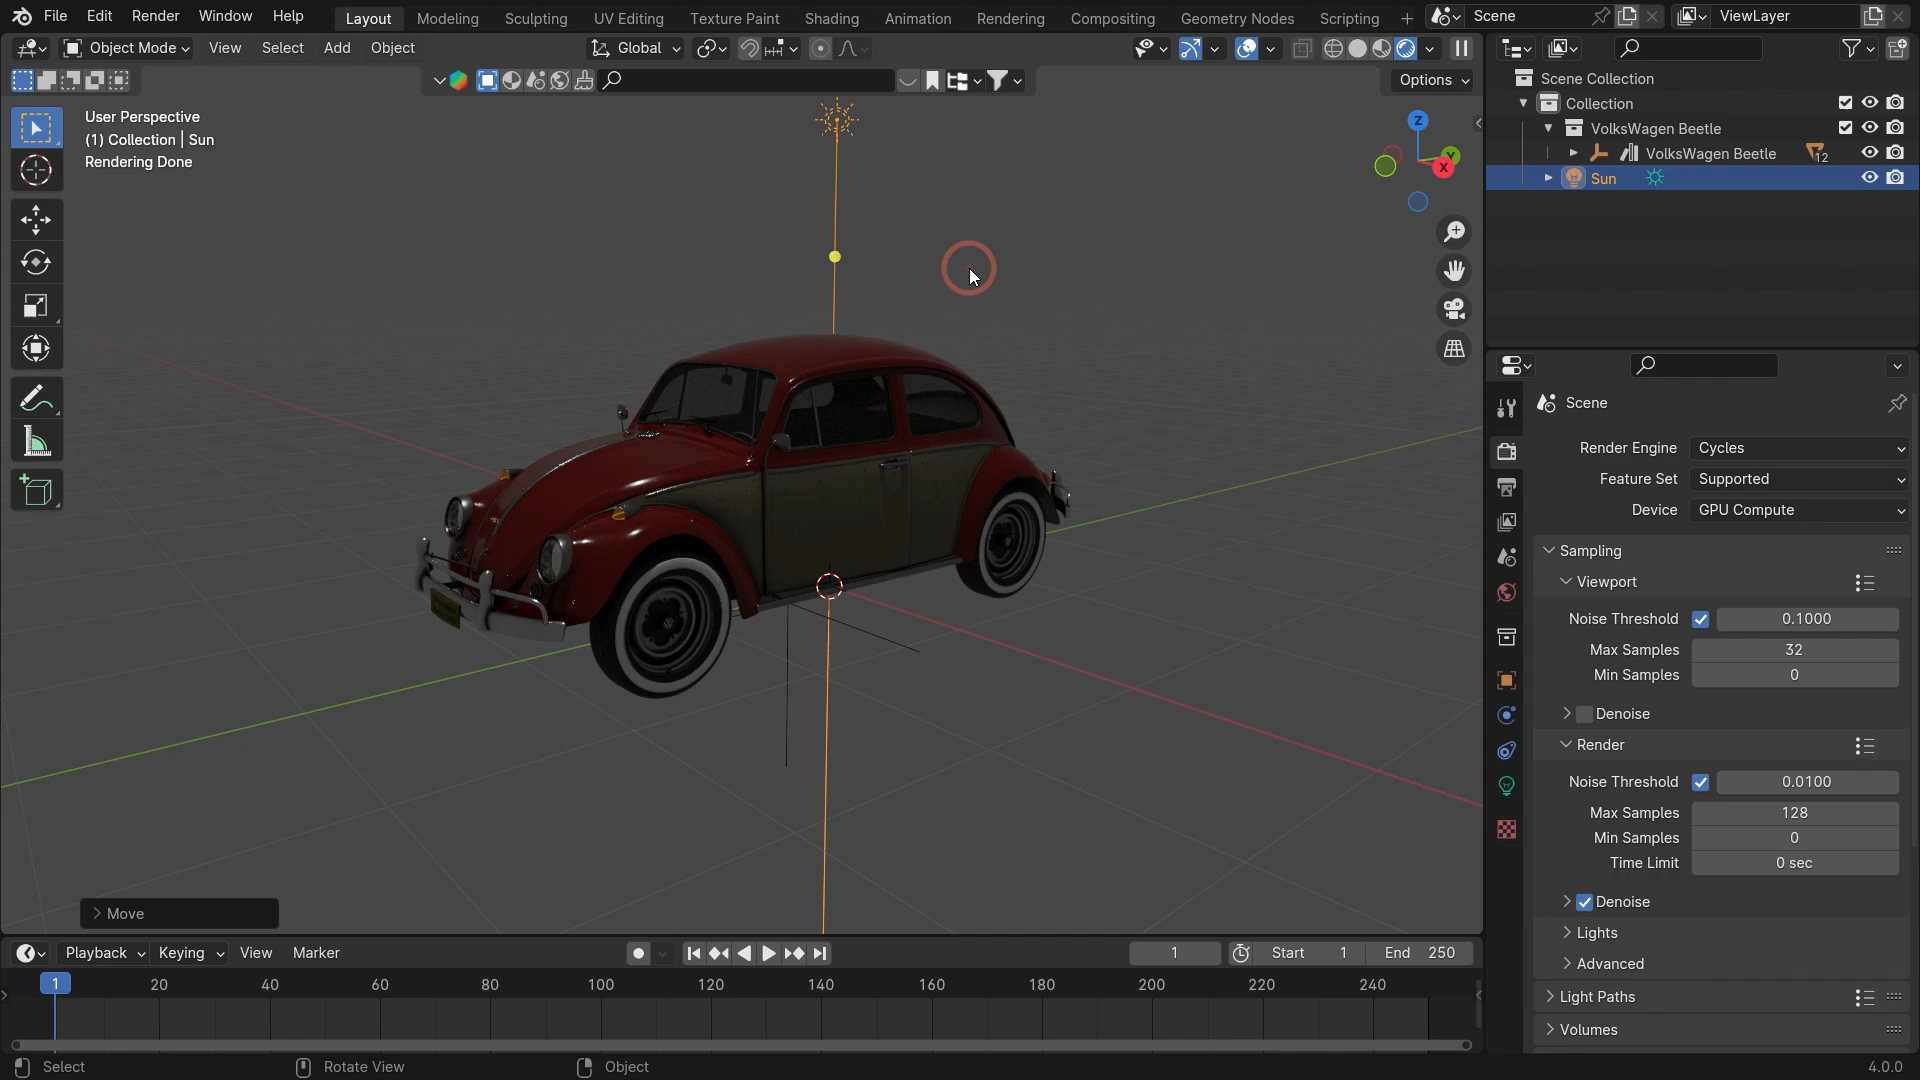 File Edit Render Window Help Layout Modeling Sculpting UV Editing Texture Paint Shading Animation Rendering Compositing Geometry Nodes Scripting Scene ViewLayer
Object Mode View Select Add Object Global
Options
User Perspective
(1) Collection | Sun
Rendering Done
Z
Y
X
Scene Collection
Collection
VolksWagen Beetle
VolksWagen Beetle 12
Sun
Scene
Render Engine Cycles
Feature Set Supported
Device GPU Compute
Sampling
Viewport
Noise Threshold 0.1000
Max Samples 32
Min Samples 0
Denoise
Render
Noise Threshold 0.0100
Max Samples 128
Min Samples 0
Time Limit 0 sec
Denoise
Lights
Advanced
Light Paths
Volumes
Move
Playback Keying View Marker 1 Start 1 End 250
1 20 40 60 80 100 120 140 160 180 200 220 240
Select Rotate View Object 4.0.0